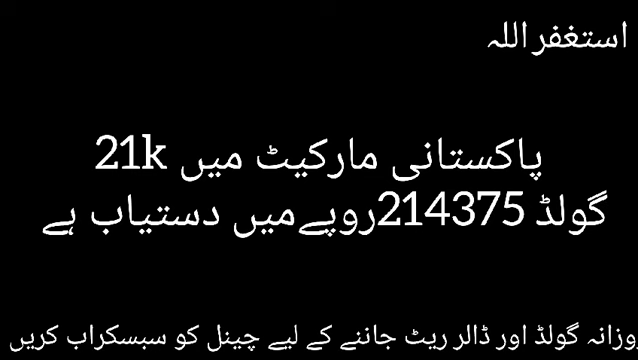 استغفراللہ
پاکستانی مارکیٹ میں 21k
گولڈ 214375روپےمیں دستیاب ہے
وزانہ گولڈ اور ڈالر ریٹ جاننے کے لیے چینل کو سبسکراب کریں